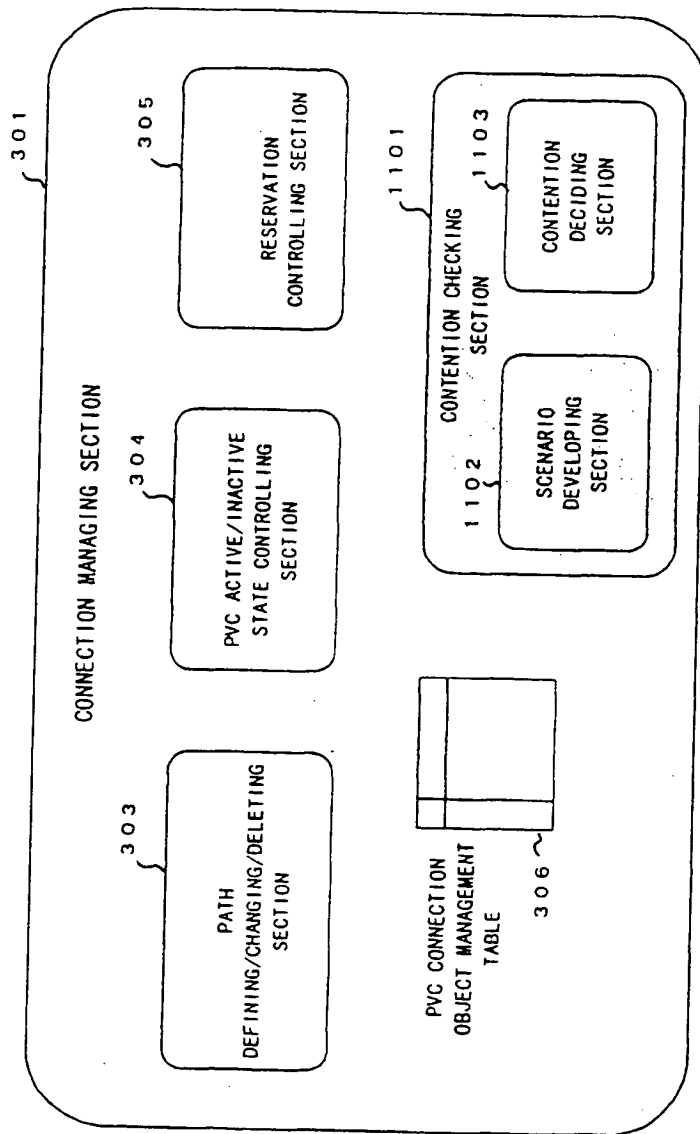 301
CONNECTION MANAGING SECTION
303
PATH
DEFINING/CHANGING/DELETING
SECTION
304
PVC ACTIVE/INACTIVE
STATE CONTROLLING
SECTION
305
RESERVATION
CONTROLLING SECTION
PVC CONNECTION
OBJECT MANAGEMENT
TABLE
306
1101
CONTENTION CHECKING
SECTION
1102
SCENARIO
DEVELOPING
SECTION
1103
CONTENTION
DECIDING
SECTION